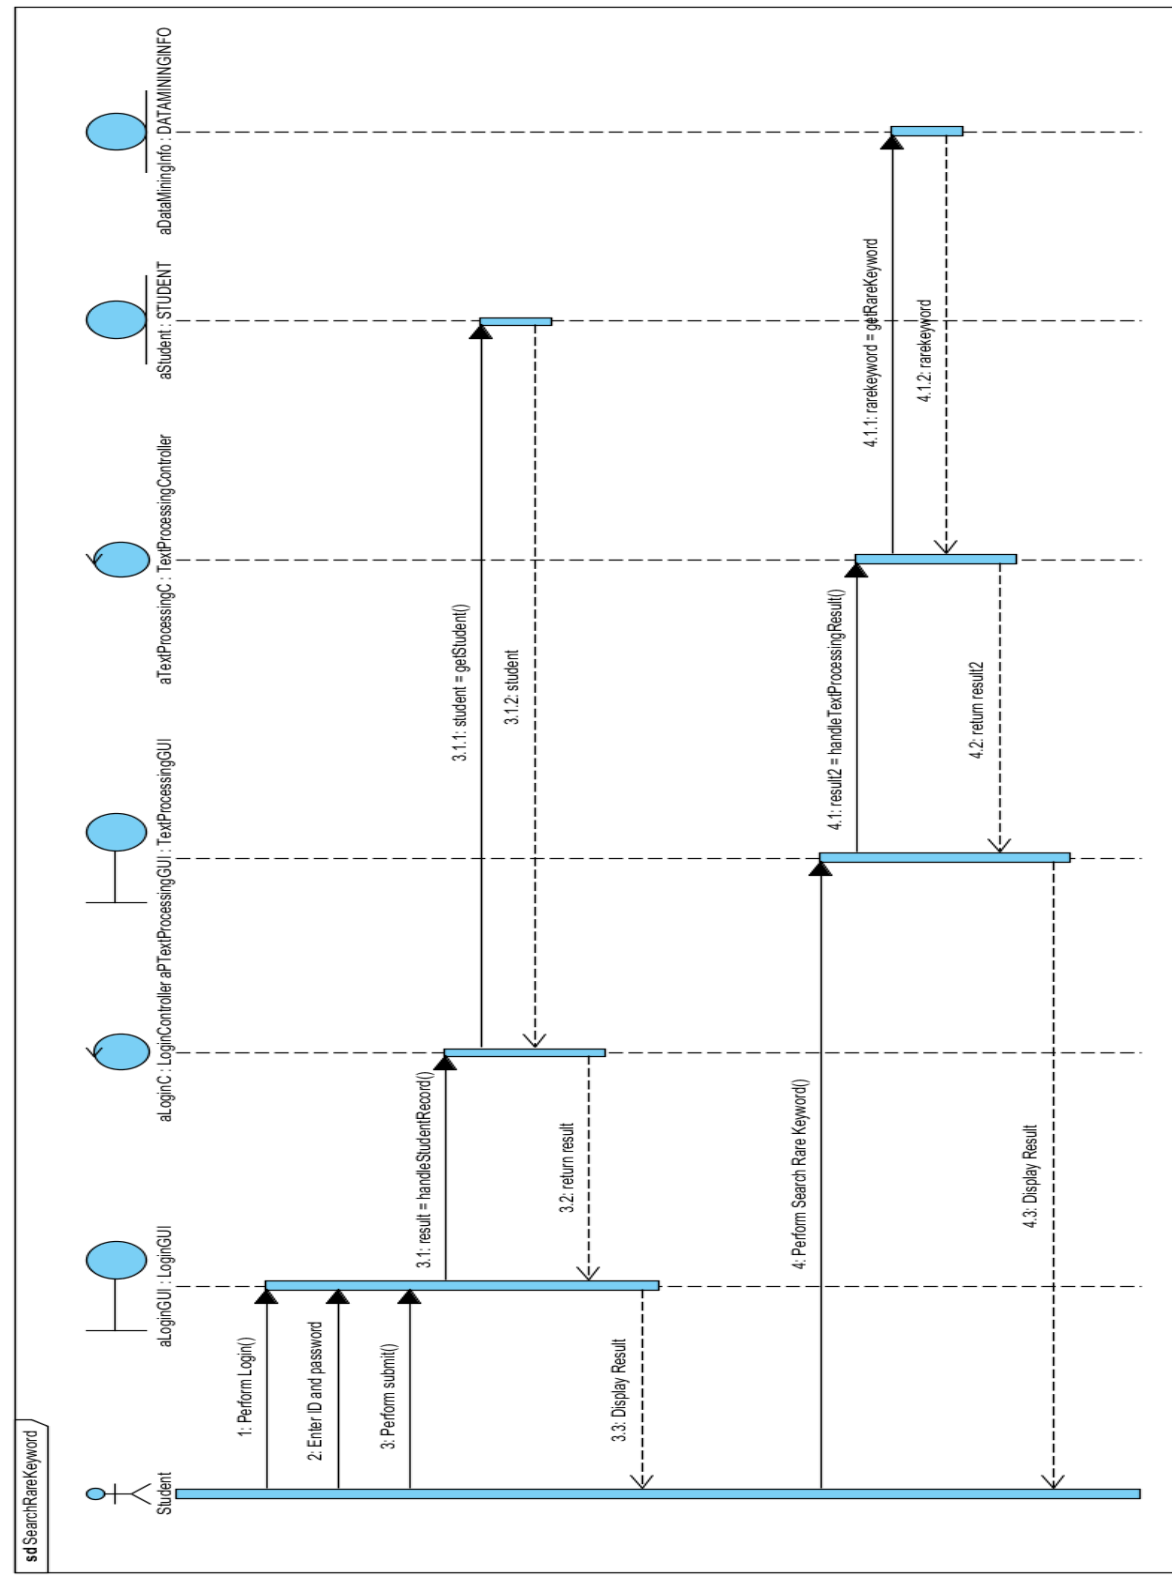 sd SearchRareKeyword
Student
aLoginGUI : LoginGUI
aLoginC : LoginController
aPTextProcessingGUI : TextProcessingGUI
aTextProcessingC : TextProcessingController
aStudent : STUDENT
aDataMiningInfo : DATAMININGINFO
1: Perform Login()
2: Enter ID and password
3: Perform submit()
3.1: result = handleStudentRecord()
3.1.1: student = getStudent()
3.1.2: student
3.2: return result
3.3: Display Result
4: Perform Search Rare Keyword()
4.1: result2 = handleTextProcessingResult()
4.1.1: rarekeyword = getRareKeyword
4.1.2: rarekeyword
4.2: return result2
4.3: Display Result